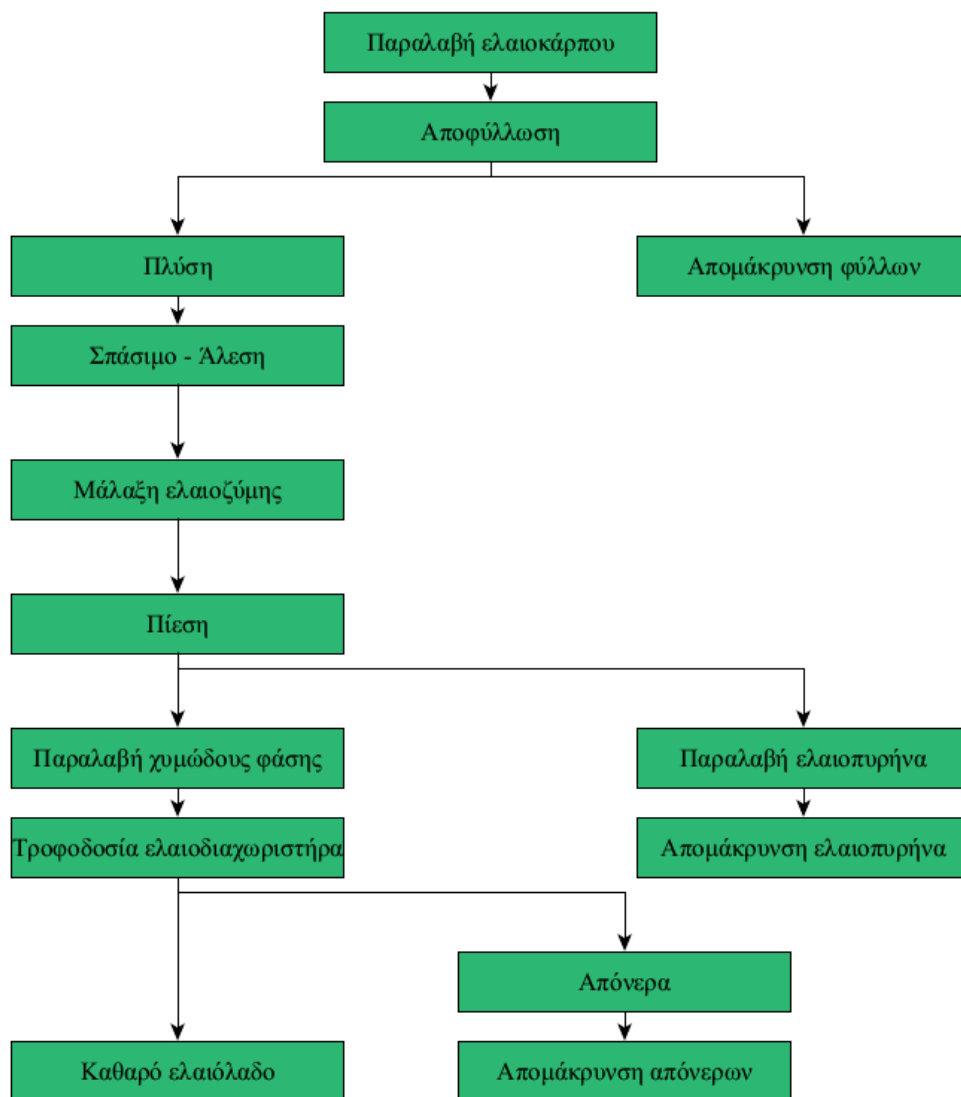 Παραλαβή ελαιοκάρπου
Αποφύλλωση
Πλύση
Απομάκρυνση φύλλων
Σπάσιμο - Άλεση
Μάλαξη ελαιοζύμης
Πίεση
Παραλαβή χυμώδους φάσης
Παραλαβή ελαιοπυρήνα
Τροφοδοσία ελαιοδιαχωριστήρα
Απομάκρυνση ελαιοπυρήνα
Απόνερα
Καθαρό ελαιόλαδο
Απομάκρυνση απόνερων